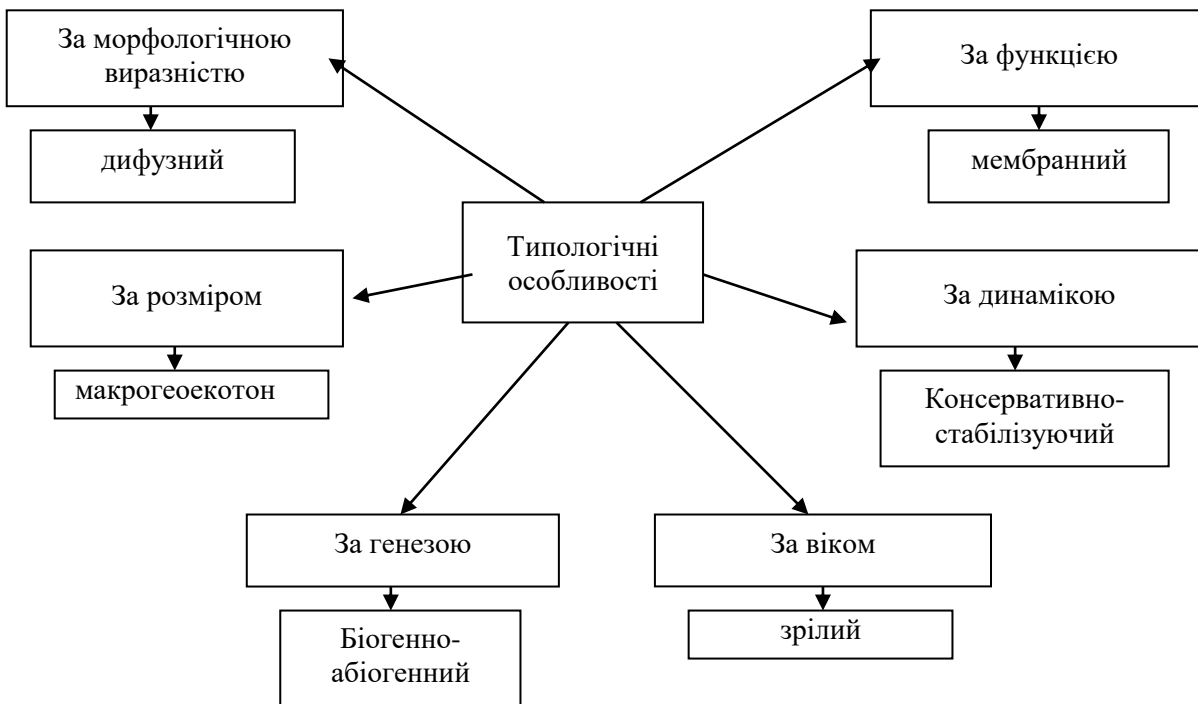 За морфологічною
виразністю
За функцією
дифузний
мембранний
Типологічні
особливості
За розміром
За динамікою
макрогеоекотон
Консервативно-
стабілізуючий
За генезою
За віком
Біогенно-
абіогенний
зрілий